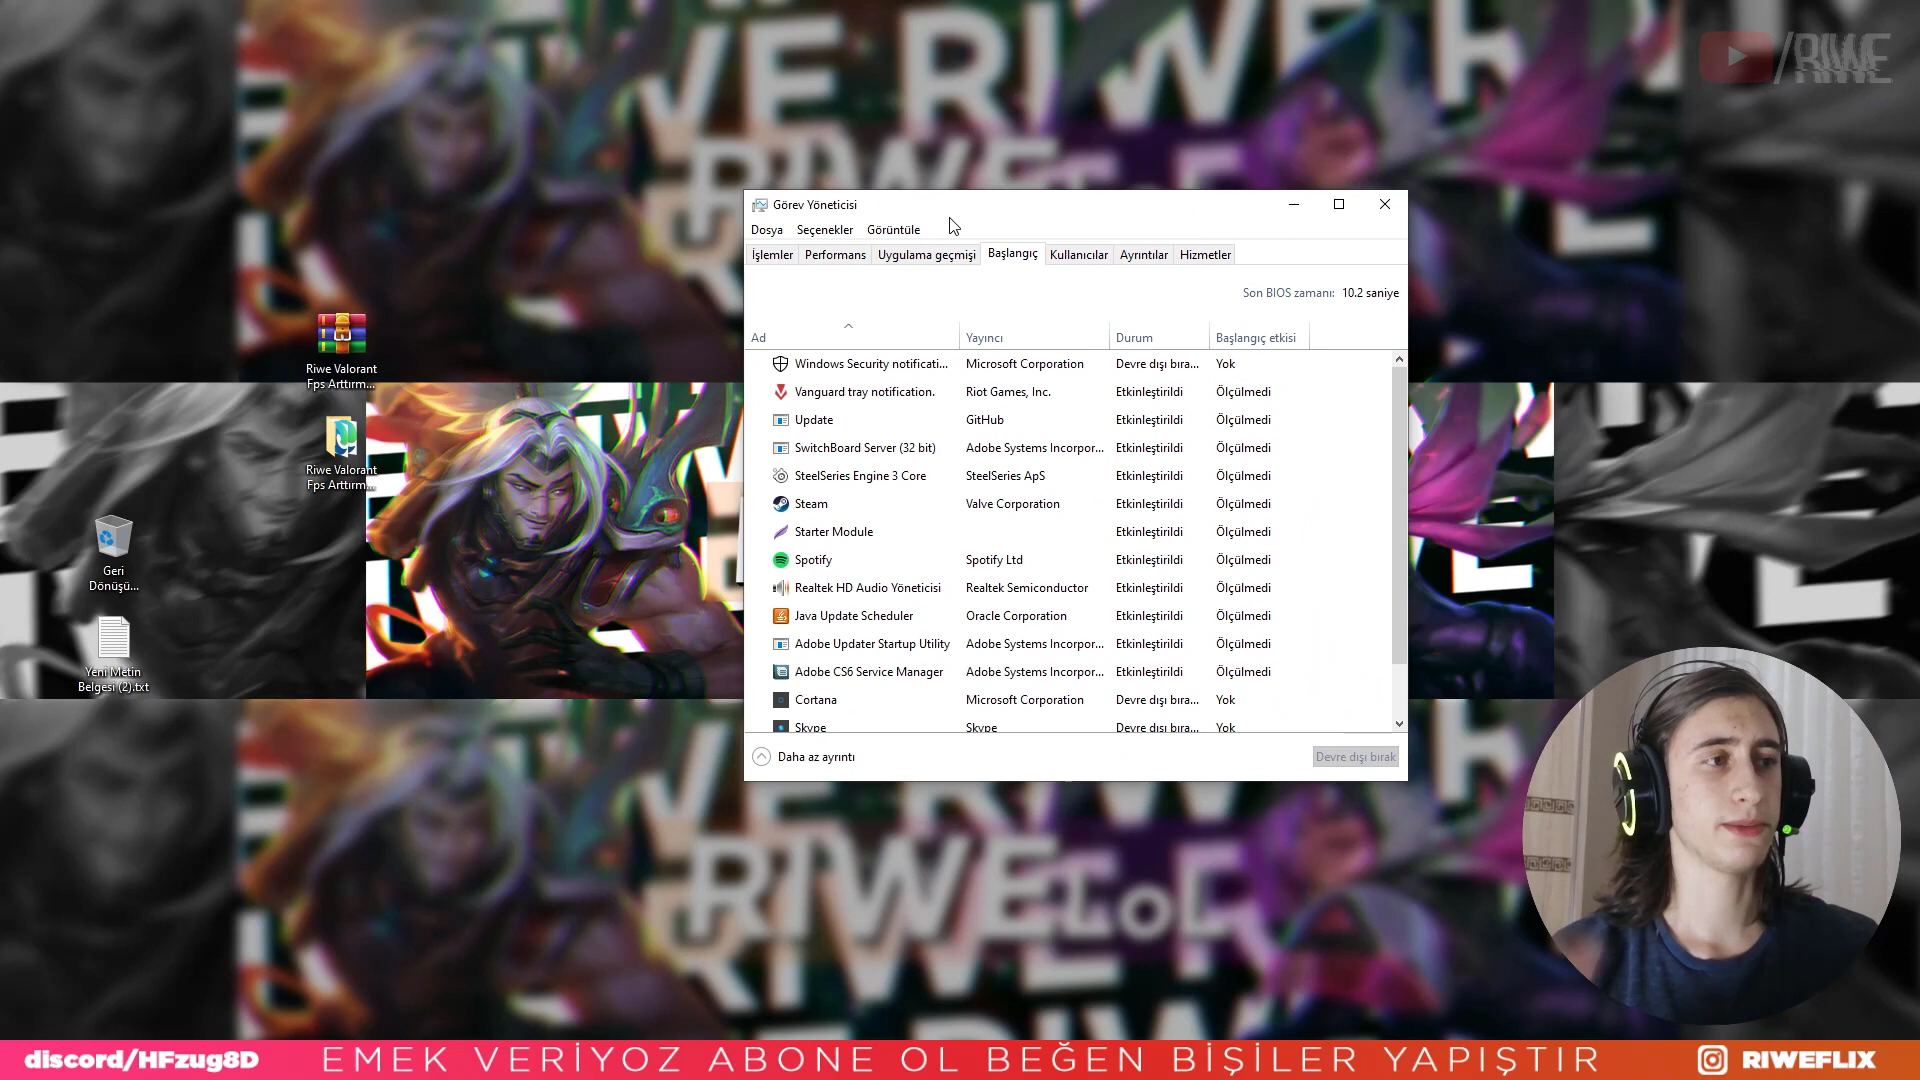 /RIWE
VE RIWE
RIWE
Görev Yöneticisi
Dosya Seçenekler Görüntüle
İşlemler Performans Uygulama geçmişi Başlangıç Kullanıcılar Ayrıntılar Hizmetler
Son BIOS zamanı: 10.2 saniye
Ad Yayıncı Durum Başlangıç etkisi
Windows Security notificati... Microsoft Corporation Devre dışı bıra... Yok
Vanguard tray notification. Riot Games, Inc. Etkinleştirildi Ölçülmedi
Update GitHub Etkinleştirildi Ölçülmedi
SwitchBoard Server (32 bit) Adobe Systems Incorpor... Etkinleştirildi Ölçülmedi
SteelSeries Engine 3 Core SteelSeries ApS Etkinleştirildi Ölçülmedi
Steam Valve Corporation Etkinleştirildi Ölçülmedi
Starter Module Etkinleştirildi Ölçülmedi
Spotify Spotify Ltd Etkinleştirildi Ölçülmedi
Realtek HD Audio Yöneticisi Realtek Semiconductor Etkinleştirildi Ölçülmedi
Java Update Scheduler Oracle Corporation Etkinleştirildi Ölçülmedi
Adobe Updater Startup Utility Adobe Systems Incorpor... Etkinleştirildi Ölçülmedi
Adobe CS6 Service Manager Adobe Systems Incorpor... Etkinleştirildi Ölçülmedi
Cortana Microsoft Corporation Devre dışı bıra... Yok
Skype Skype Devre dışı bıra... Yok
Daha az ayrıntı Devre dışı bırak
Riwe Valorant
Fps Arttırm...
Riwe Valorant
Fps Arttırm...
Geri
Dönüşü...
Yeni Metin
Belgesi (2).txt
RIWELoL
discord/HFzug8D EMEK VERİYOZ ABONE OL BEĞEN BİŞİLER YAPIŞTIR RIWEFLIX